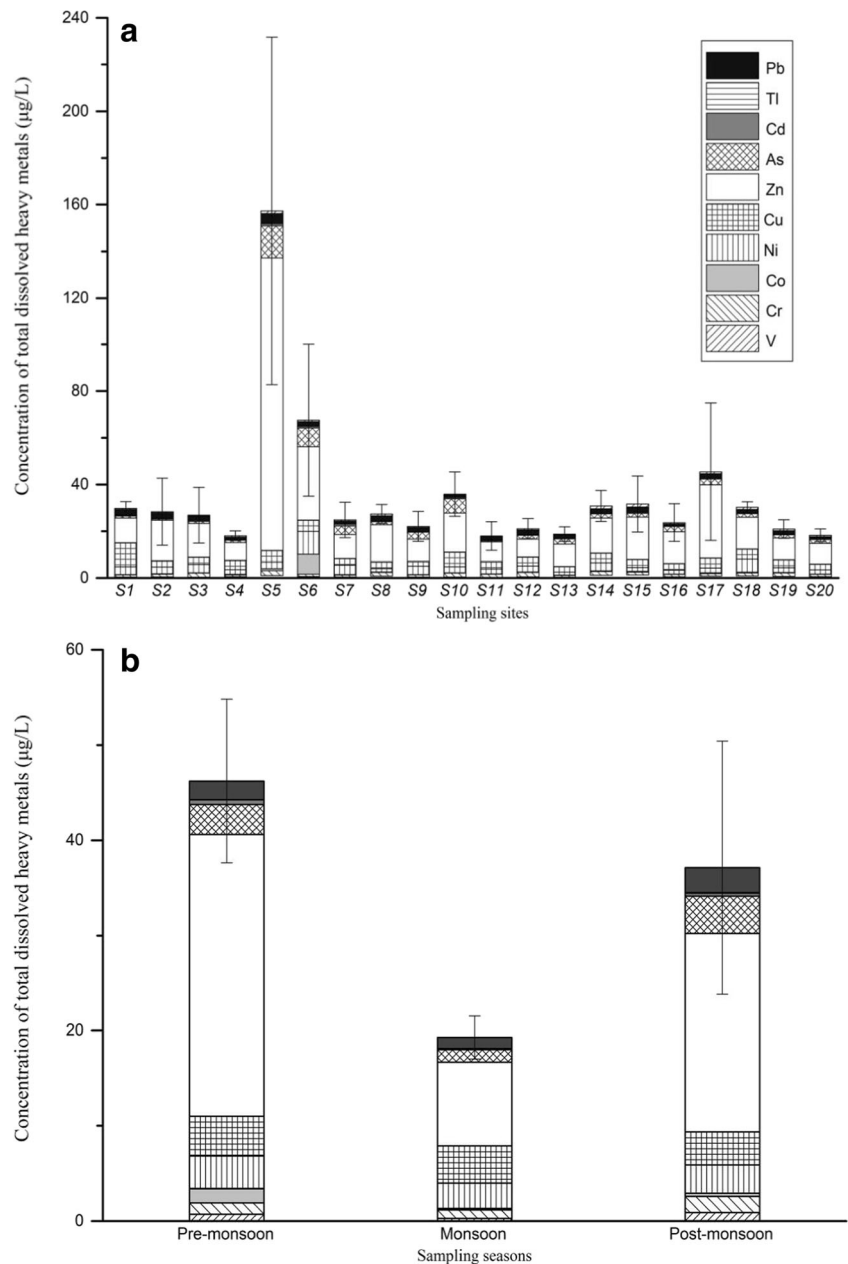 a
Concentration of total dissolved heavy metals (µg/L)
240
200
160
120
80
40
0
Pb
Tl
Cd
As
Zn
Cu
Ni
Co
Cr
V
S1 S2 S3 S4 S5 S6 S7 S8 S9 S10 S11 S12 S13 S14 S15 S16 S17 S18 S19 S20
Sampling sites
b
Concentration of total dissolved heavy metals (µg/L)
60
40
20
0
Pre-monsoon Monsoon Post-monsoon
Sampling seasons